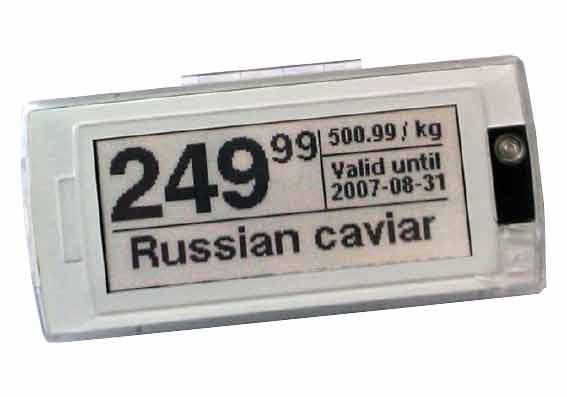 249 99
500.99 / kg
Valid until
2007-08-31
Russian caviar